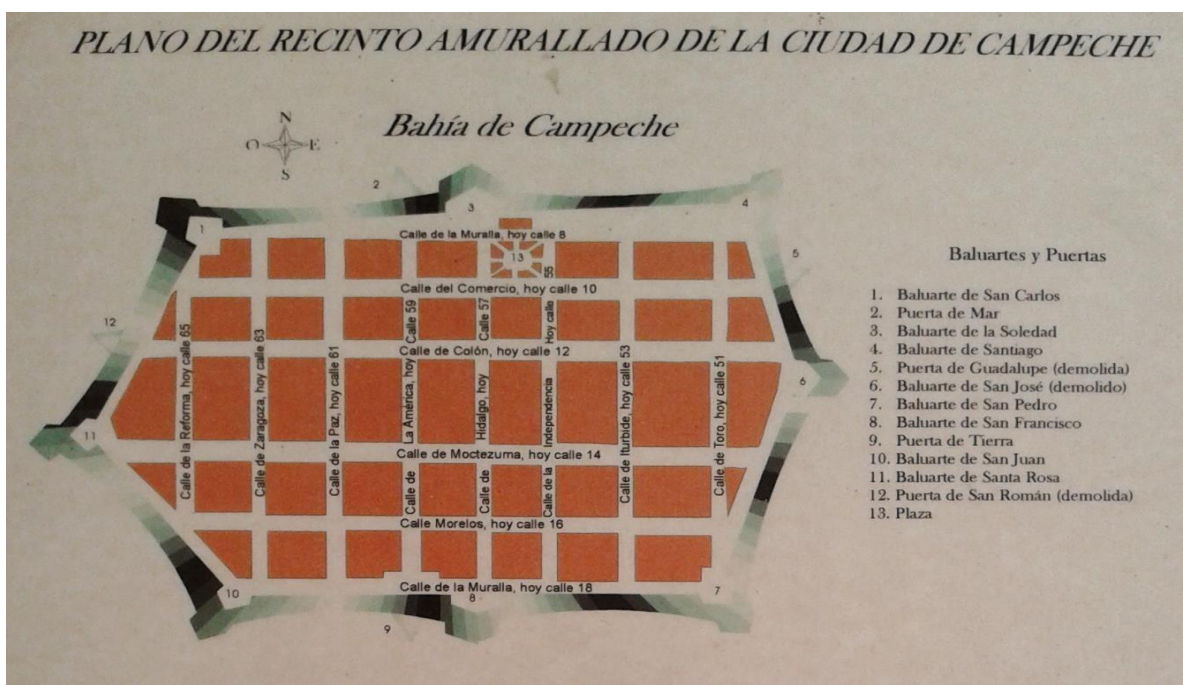 PLANO DEL RECINTO AMURALLADO DE LA CIUDAD DE CAMPECHE
Bahía de Campeche
N
O
E
S
2
3
4
1
Calle de la Muralla, hoy calle 8
5
13
Calle del Comercio, hoy calle 10
12
Calle de Colón, hoy calle 12
6
Calle de la Reforma, hoy calle 65
Calle de Zaragoza, hoy calle 63
Calle de la Paz, hoy calle 61
Calle de La América, hoy Calle 59
Calle de Hidalgo, hoy Calle 57
Calle de la Independencia Hoy calle 55
Calle de Iturbide, hoy calle 53
Calle de Toro, hoy calle 51
11
Calle de Moctezuma, hoy calle 14
Calle Morelos, hoy calle 16
Calle de la Muralla, hoy calle 18
10
8
7
9
Baluartes y Puertas
1. Baluarte de San Carlos
2. Puerta de Mar
3. Baluarte de la Soledad
4. Baluarte de Santiago
5. Puerta de Guadalupe (demolida)
6. Baluarte de San José (demolido)
7. Baluarte de San Pedro
8. Baluarte de San Francisco
9. Puerta de Tierra
10. Baluarte de San Juan
11. Baluarte de Santa Rosa
12. Puerta de San Román (demolida)
13. Plaza